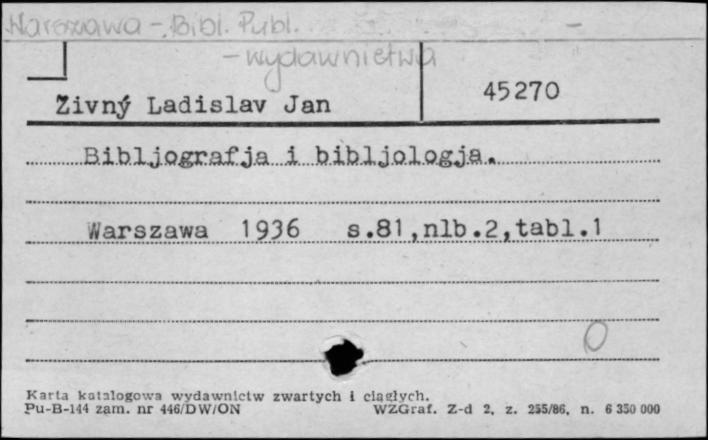 Warszawa - Bibl. Publ.
- wydawnictwa
Živný Ladislav Jan
45270
Bibljografja i bibljologja.
Warszawa 1936 s.81,nlb.2,tabl.1
0
Karta katalogowa wydawnictw zwartych i ciągłych.
Pu-B-144 zam. nr 446/DW/ON WZGraf. Z-d 2, z. 255/86, n. 6 350 000